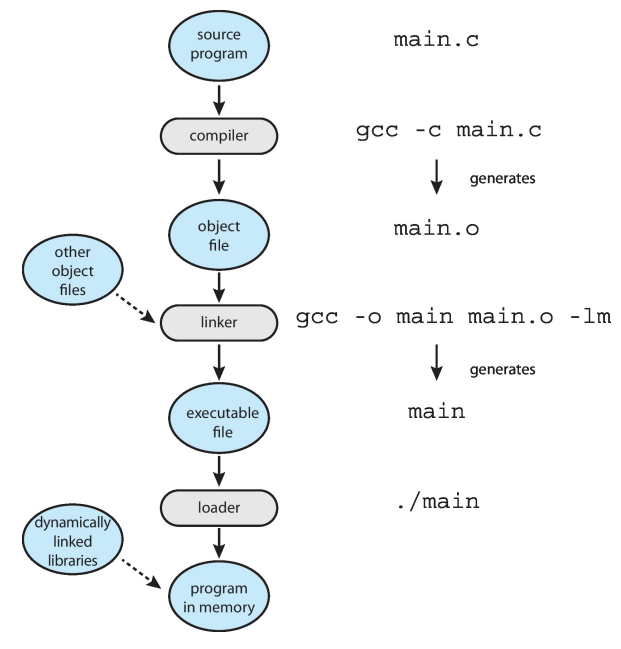 source
program
main.c
compiler
gcc -c main.c
generates
object
file
main.o
other
object
files
linker
gcc -o main main.o -lm
generates
executable
file
main
loader
./main
dynamically
linked
libraries
program
in memory